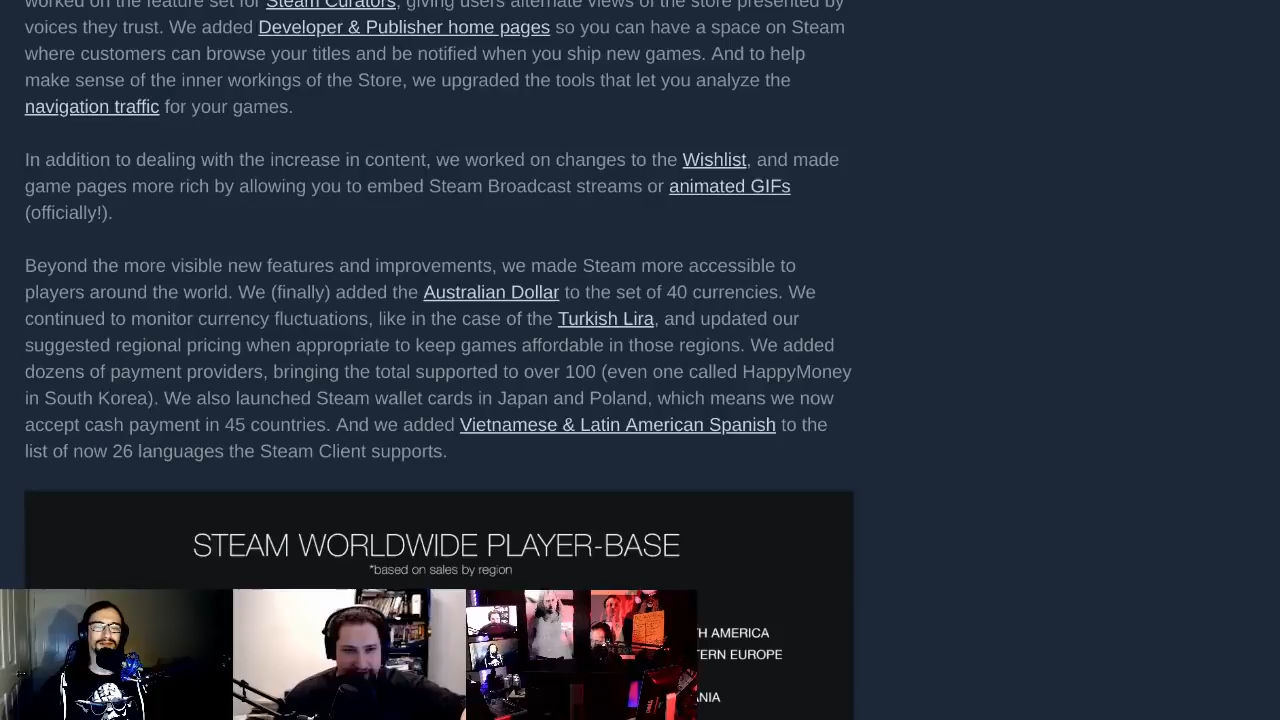 worked on the feature set for Steam Curators, giving users alternate views of the store presented by
voices they trust. We added Developer & Publisher home pages so you can have a space on Steam
where customers can browse your titles and be notified when you ship new games. And to help
make sense of the inner workings of the Store, we upgraded the tools that let you analyze the
navigation traffic for your games.
In addition to dealing with the increase in content, we worked on changes to the Wishlist, and made
game pages more rich by allowing you to embed Steam Broadcast streams or animated GIFs
(officially!).
Beyond the more visible new features and improvements, we made Steam more accessible to
players around the world. We (finally) added the Australian Dollar to the set of 40 currencies. We
continued to monitor currency fluctuations, like in the case of the Turkish Lira, and updated our
suggested regional pricing when appropriate to keep games affordable in those regions. We added
dozens of payment providers, bringing the total supported to over 100 (even one called HappyMoney
in South Korea). We also launched Steam wallet cards in Japan and Poland, which means we now
accept cash payment in 45 countries. And we added Vietnamese & Latin American Spanish to the
list of now 26 languages the Steam Client supports.
STEAM WORLDWIDE PLAYER-BASE
*based on sales by region
TH AMERICA
TERN EUROPE
ANIA